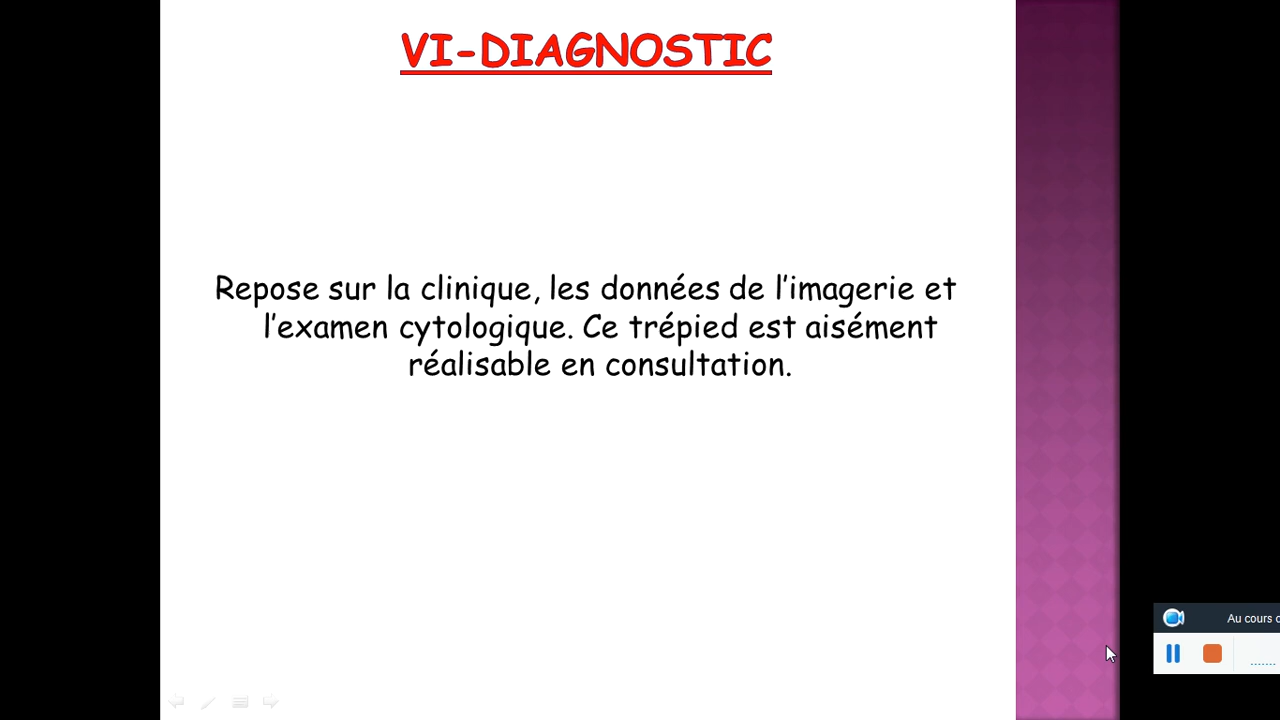 VI-DIAGNOSTIC
Repose sur la clinique, les données de l’imagerie et
l’examen cytologique. Ce trépied est aisément
réalisable en consultation.
Au cours